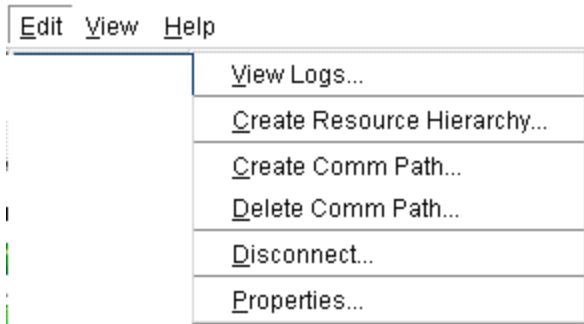 Edit View Help
View Logs...
Create Resource Hierarchy...
Create Comm Path...
Delete Comm Path...
Disconnect...
Properties...